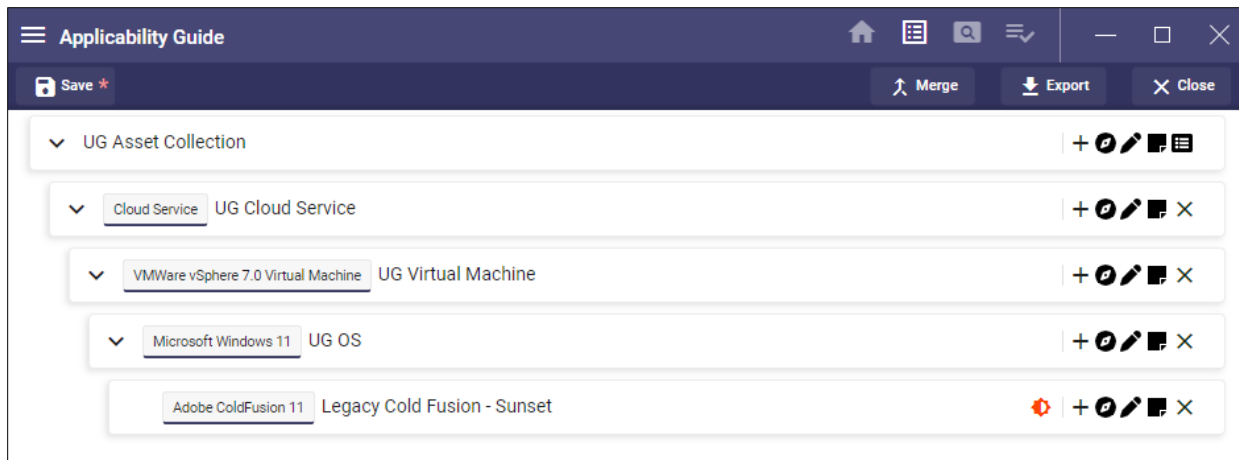 Applicability Guide
Save *
Merge
Export
Close
UG Asset Collection
Cloud Service UG Cloud Service
VMWare vSphere 7.0 Virtual Machine UG Virtual Machine
Microsoft Windows 11 UG OS
Adobe ColdFusion 11 Legacy Cold Fusion - Sunset